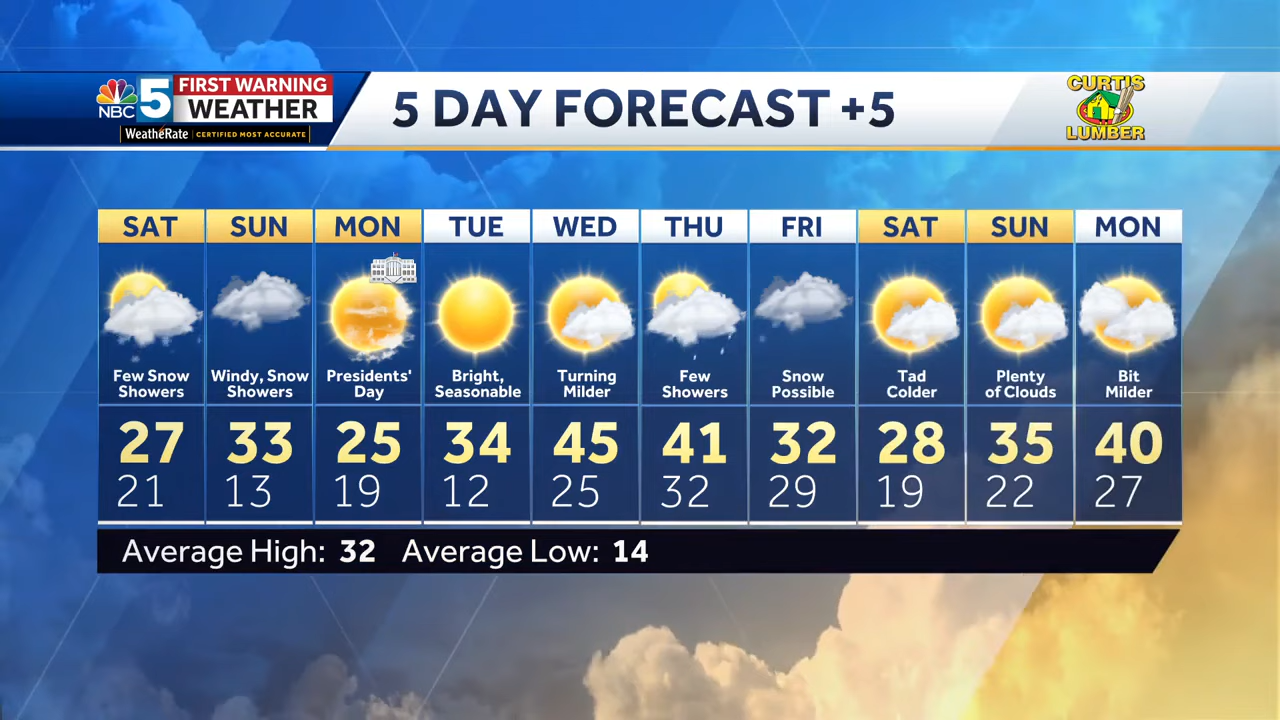 NBC 5 FIRST WARNING
WEATHER
WeatheRate CERTIFIED MOST ACCURATE
5 DAY FORECAST +5
CURTIS
LUMBER
SAT SUN MON TUE WED THU FRI SAT SUN MON
Few Snow Windy, Snow Presidents' Bright, Turning Few Snow Tad Plenty Bit
Showers Showers Day Seasonable Milder Showers Possible Colder of Clouds Milder
27 33 25 34 45 41 32 28 35 40
21 13 19 12 25 32 29 19 22 27
Average High: 32 Average Low: 14